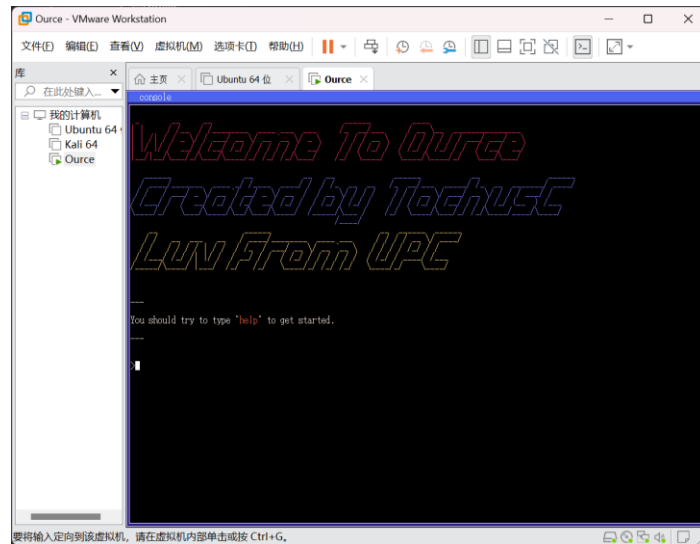 Ource - VMware Workstation
文件(F) 编辑(E) 查看(V) 虚拟机(M) 选项卡(T) 帮助(H)
库
在此处键入...
我的计算机
Ubuntu 64
Kali 64
Ource
主页 Ubuntu 64 位 Ource
console
Welcome To Ource
Created by TachusC
Luv From UPC
---
You should try to type 'help' to get started.
---
>
要将输入定向到该虚拟机，请在虚拟机内部单击或按 Ctrl+G。